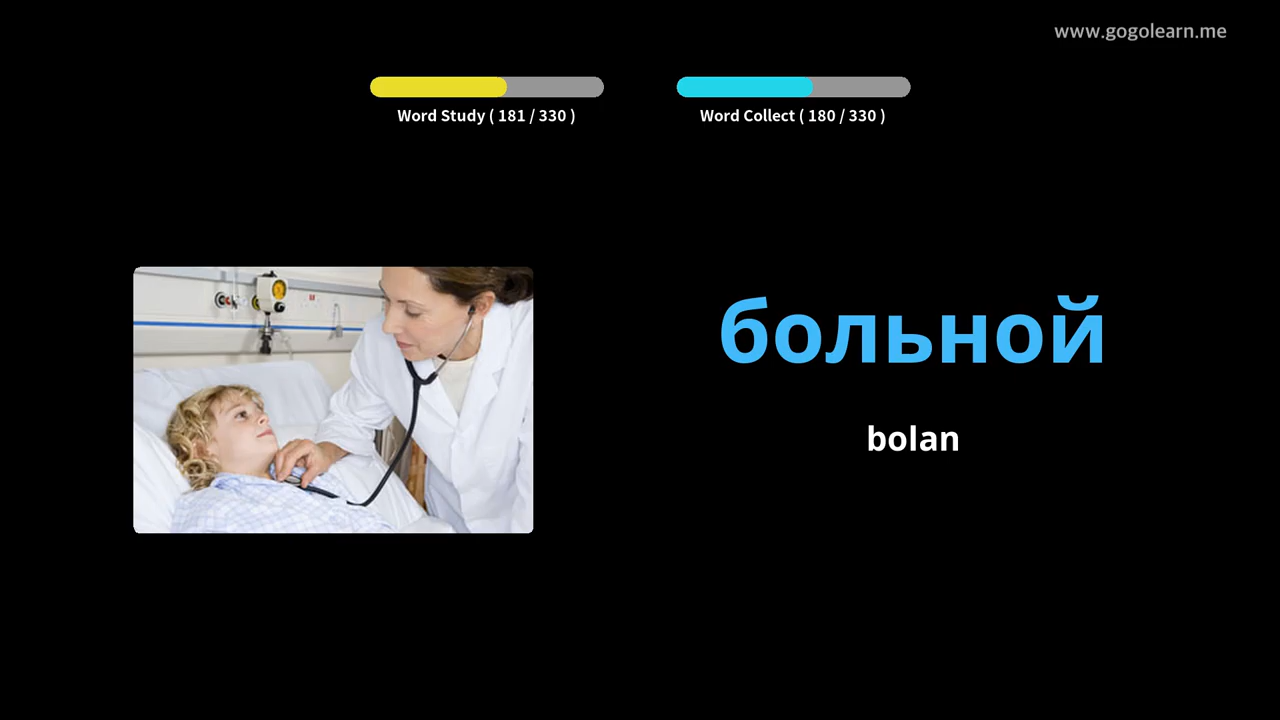 www.gogolearn.me
Word Study ( 181 / 330 )
Word Collect ( 180 / 330 )
больной
bolan